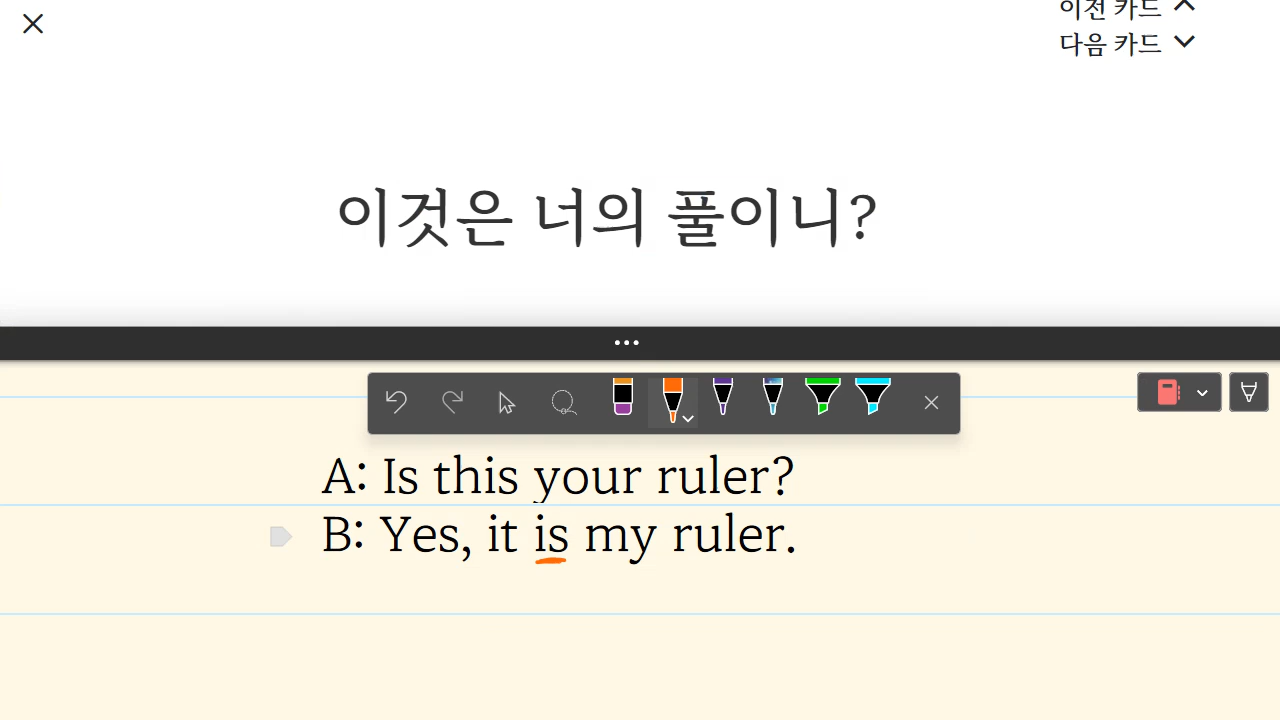 이전 카드
다음 카드
이것은 너의 풀이니?
A: Is this your ruler?
B: Yes, it is my ruler.